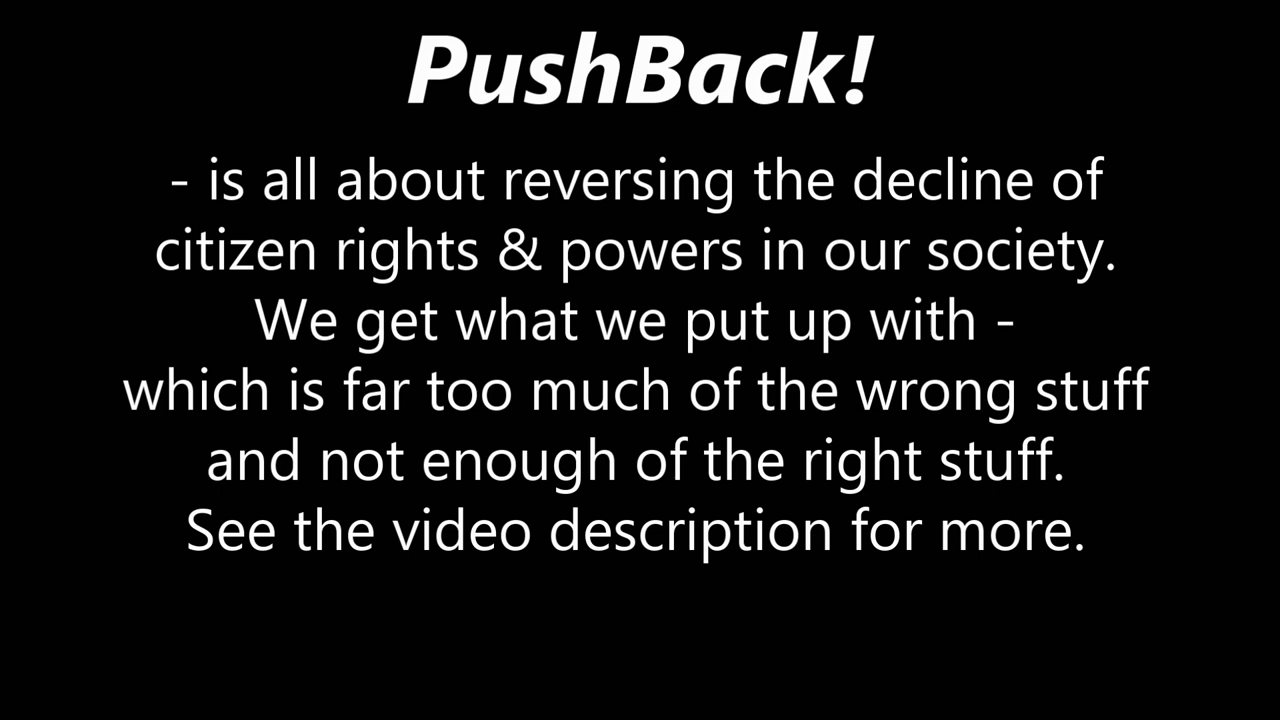 PushBack!
- is all about reversing the decline of
citizen rights & powers in our society.
We get what we put up with -
which is far too much of the wrong stuff
and not enough of the right stuff.
See the video description for more.